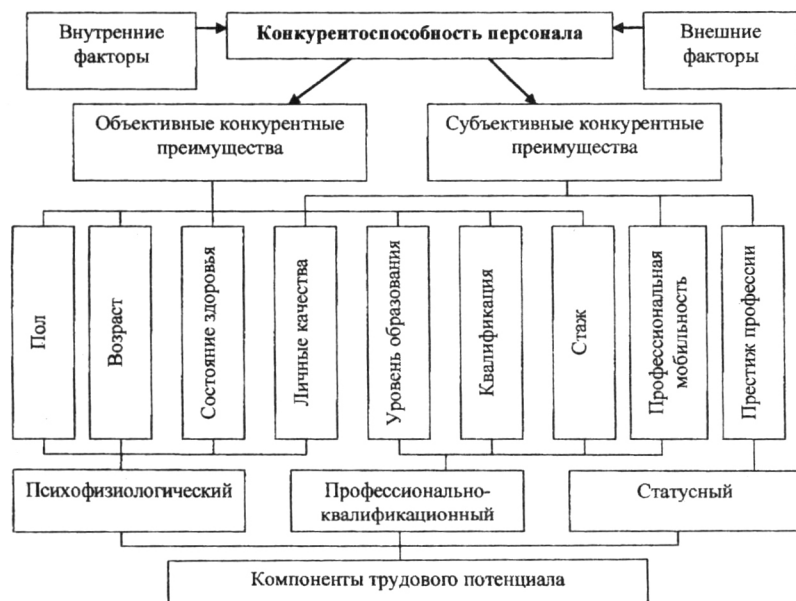 Внутренние
факторы
Конкурентоспособность персонала
Внешние
факторы
Объективные конкурентные
преимущества
Субъективные конкурентные
преимущества
Пол
Возраст
Состояние здоровья
Личные качества
Уровень образования
Квалификация
Стаж
Профессиональная
мобильность
Престиж профессии
Психофизиологический
Профессионально-
квалификационный
Статусный
Компоненты трудового потенциала